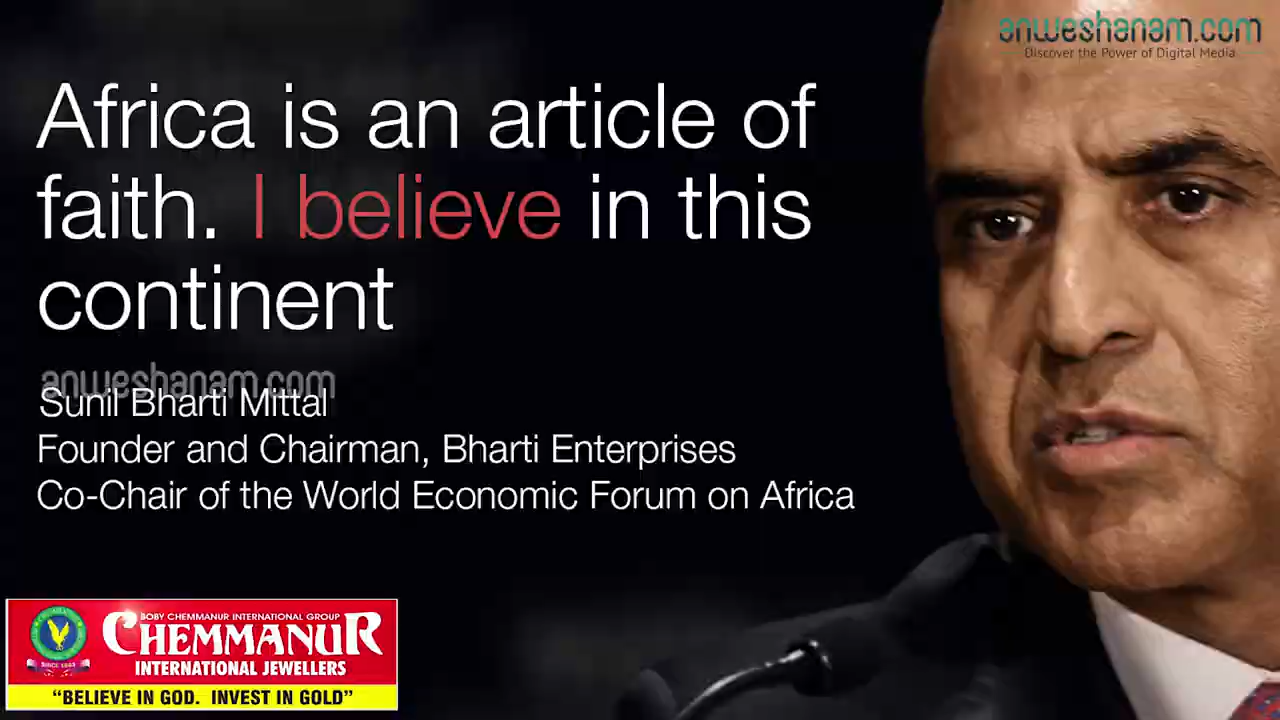 anweshanam.com
Discover the Power of Digital Media
Africa is an article of
faith. I believe in this
continent
anweshanam.com
Sunil Bharti Mittal
Founder and Chairman, Bharti Enterprises
Co-Chair of the World Economic Forum on Africa
BOBY CHEMMANUR INTERNATIONAL GROUP
CHEMMANUR
INTERNATIONAL JEWELLERS
SINCE 1863
“BELIEVE IN GOD. INVEST IN GOLD”